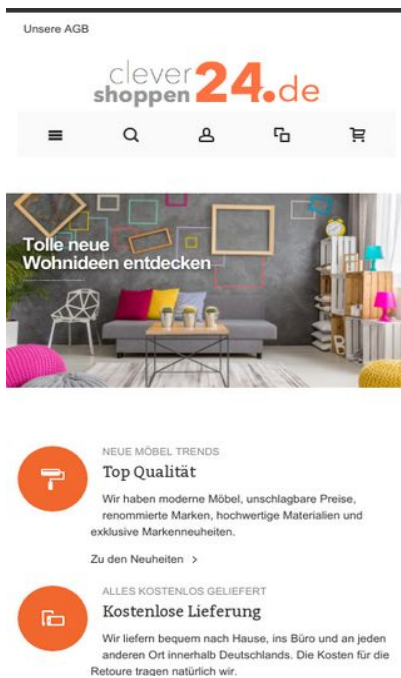 Unsere AGB
clever
shoppen 24.de
Tolle neue
Wohnideen entdecken
NEUE MÖBEL TRENDS
Top Qualität
Wir haben moderne Möbel, unschlagbare Preise,
renommierte Marken, hochwertige Materialien und
exklusive Markenneuheiten.
Zu den Neuheiten >
ALLES KOSTENLOS GELIEFERT
Kostenlose Lieferung
Wir liefern bequem nach Hause, ins Büro und an jeden
anderen Ort innerhalb Deutschlands. Die Kosten für die
Retoure tragen natürlich wir.